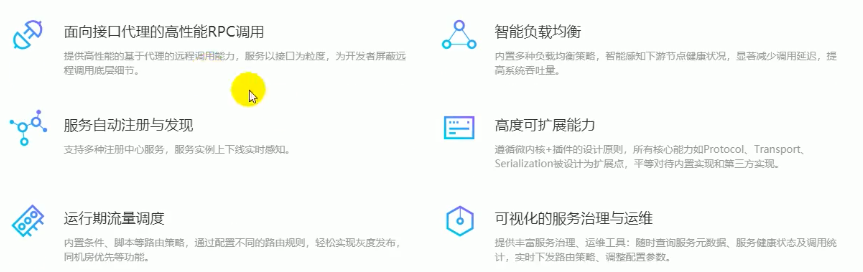 面向接口代理的高性能RPC调用
提供高性能的基于代理的远程调用能力，服务以接口为粒度，为开发者屏蔽远
程调用底层细节。
智能负载均衡
内置多种负载均衡策略，智能感知下游节点健康状况，显著减少调用延迟，提
高系统吞吐量。
服务自动注册与发现
支持多种注册中心服务，服务实例上下线实时感知。
高度可扩展能力
遵循微内核+插件的设计原则，所有核心能力如Protocol、Transport、
Serialization被设计为扩展点，平等对待内置实现和第三方实现。
运行期流量调度
内置条件、脚本等路由策略，通过配置不同的路由规则，轻松实现灰度发布，
同机房优先等功能。
可视化的服务治理与运维
提供丰富服务治理、运维工具：随时查询服务元数据、服务健康状态及调用统
计，实时下发路由策略、调整配置参数。